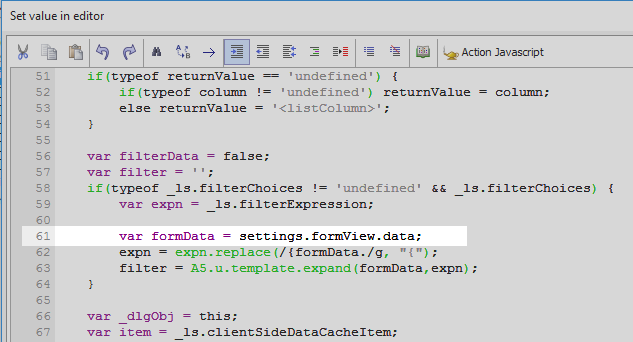 Set value in editor
Action Javascript
51 if(typeof returnValue == 'undefined') {
52 if(typeof column != 'undefined') returnValue = column;
53 else returnValue = '<listColumn>';
54 }
55
56 var filterData = false;
57 var filter = '';
58 if(typeof _ls.filterChoices != 'undefined' && _ls.filterChoices) {
59 var expn = _ls.filterExpression;
60
61 var formData = settings.formView.data;
62 expn = expn.replace(/{formData./g, "{");
63 filter = A5.u.template.expand(formData,expn);
64 }
65
66 var _dlgObj = this;
67 var item = _ls.clientSideDataCacheItem;